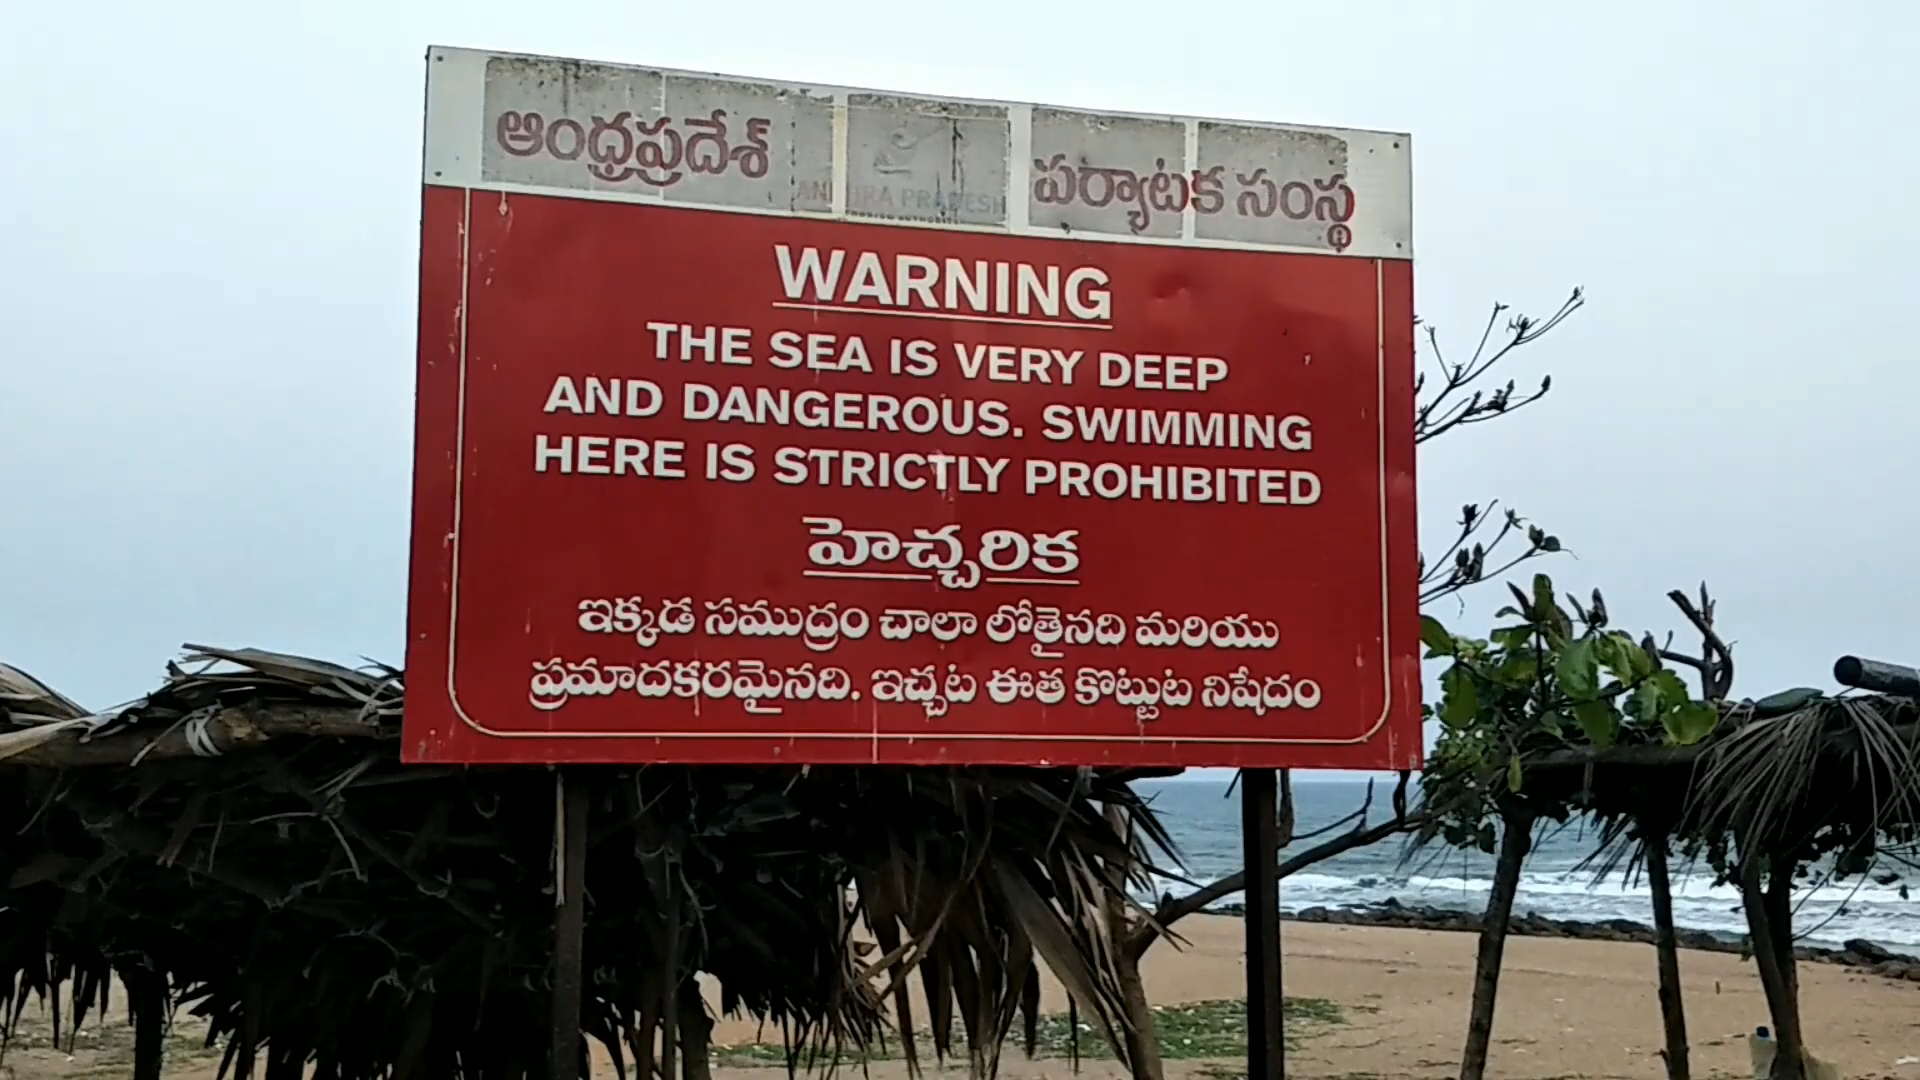 ఆంధ్రప్రదేశ్ పర్యాటక సంస్థ
ANDHRA PRADESH
WARNING
THE SEA IS VERY DEEP
AND DANGEROUS. SWIMMING
HERE IS STRICTLY PROHIBITED
హెచ్చరిక
ఇక్కడ సముద్రం చాలా లోతైనది మరియు
ప్రమాదకరమైనది. ఇచ్చట ఈత కొట్టుట నిషేదం